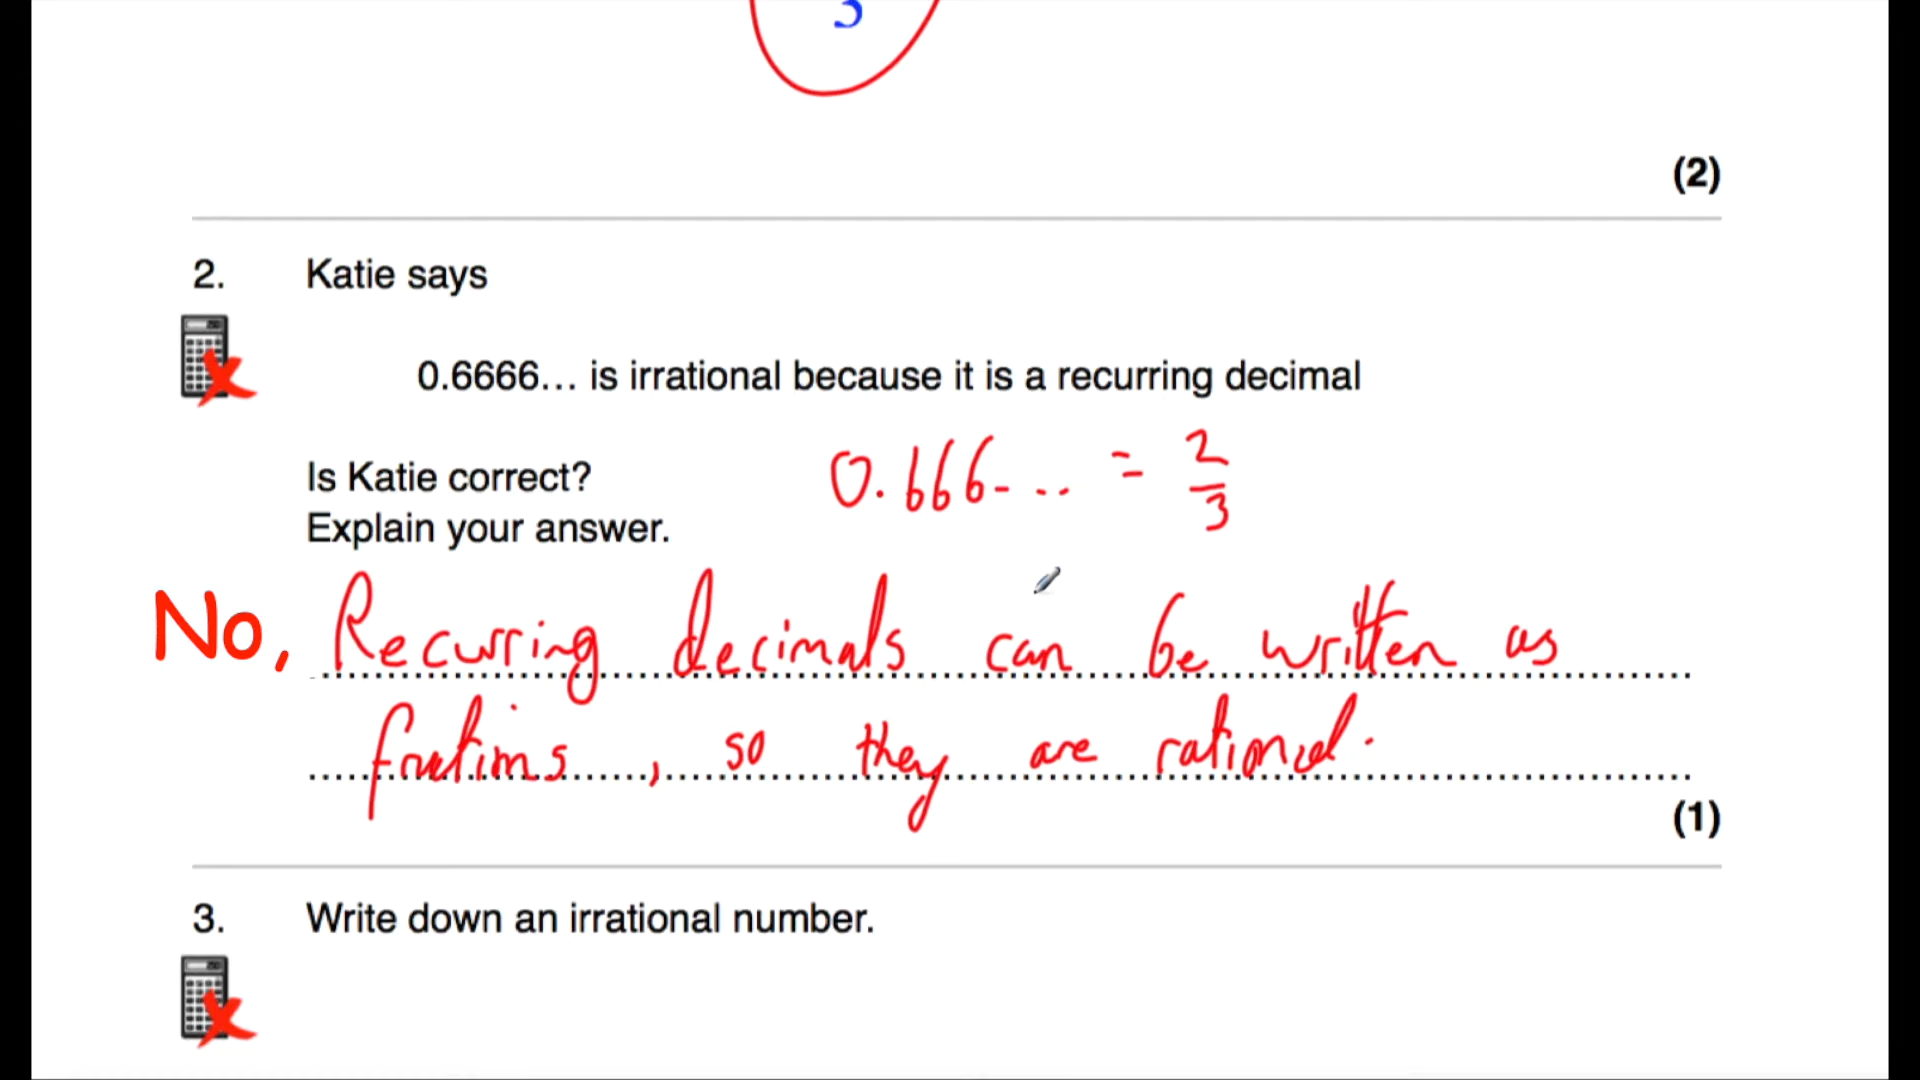 3
(2)
2. Katie says
0.6666... is irrational because it is a recurring decimal
Is Katie correct?
0.666-... = 2/3
Explain your answer.
No, Recurring decimals can be written as
fractions, so they are rational.
(1)
3. Write down an irrational number.